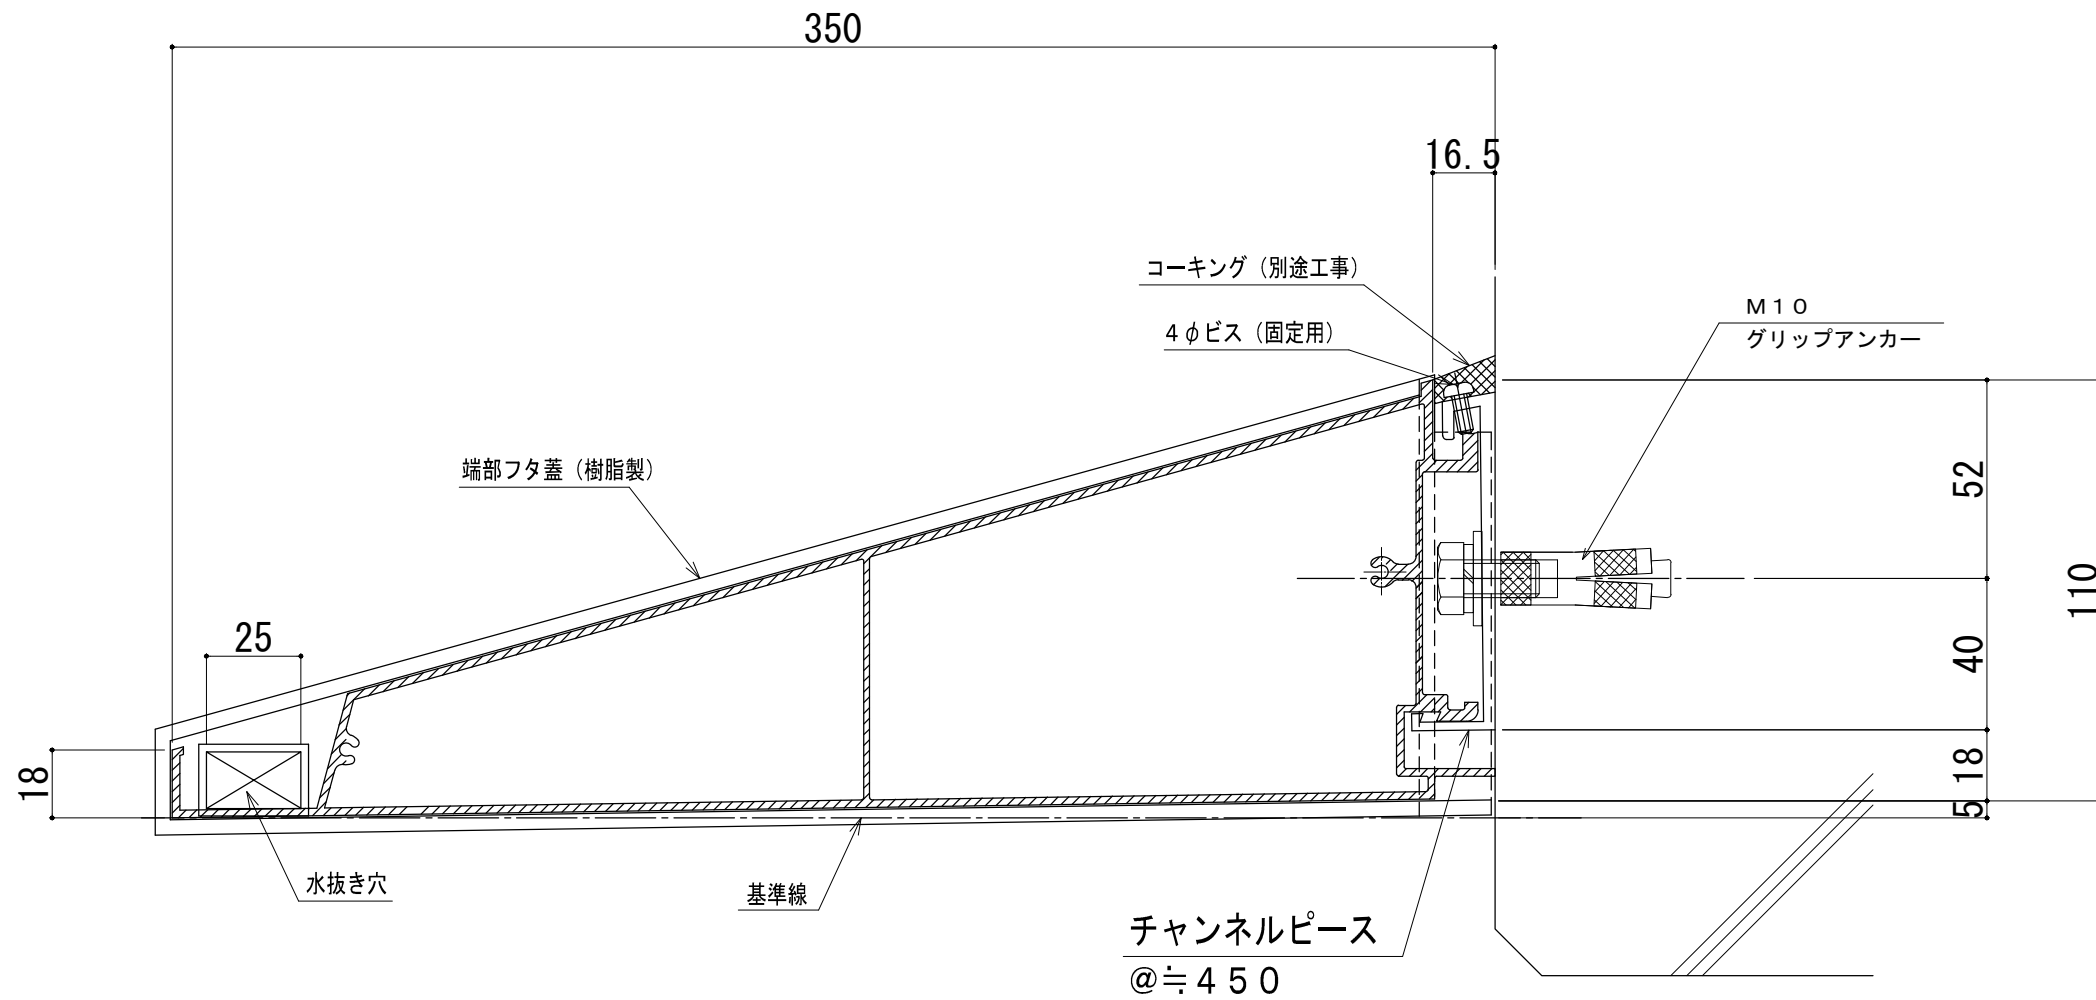 350
16.5
コーキング（別途工事）
M10
グリップアンカー
4φビス（固定用）
端部フタ蓋（樹脂製）
52
110
25
40
18
18
5
水抜き穴
基準線
チャンネルピース
@≒450